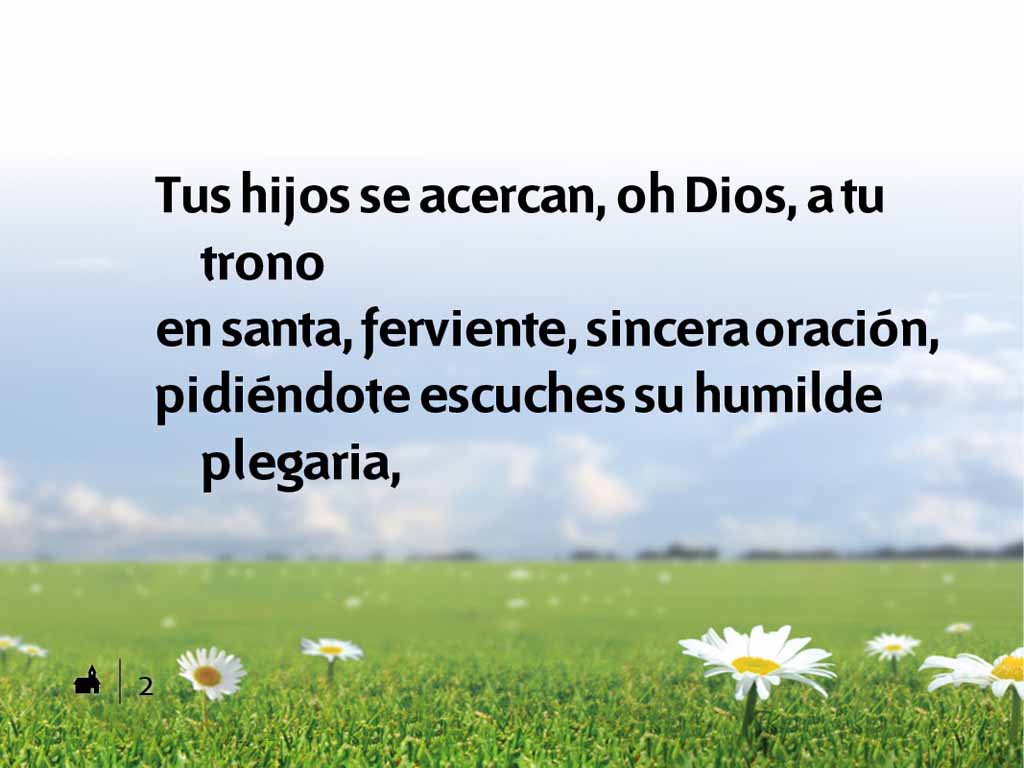 Tus hijos se acercan, oh Dios, a tu
trono
en santa, ferviente, sincera oración,
pidiéndote escuches su humilde
plegaria,
2